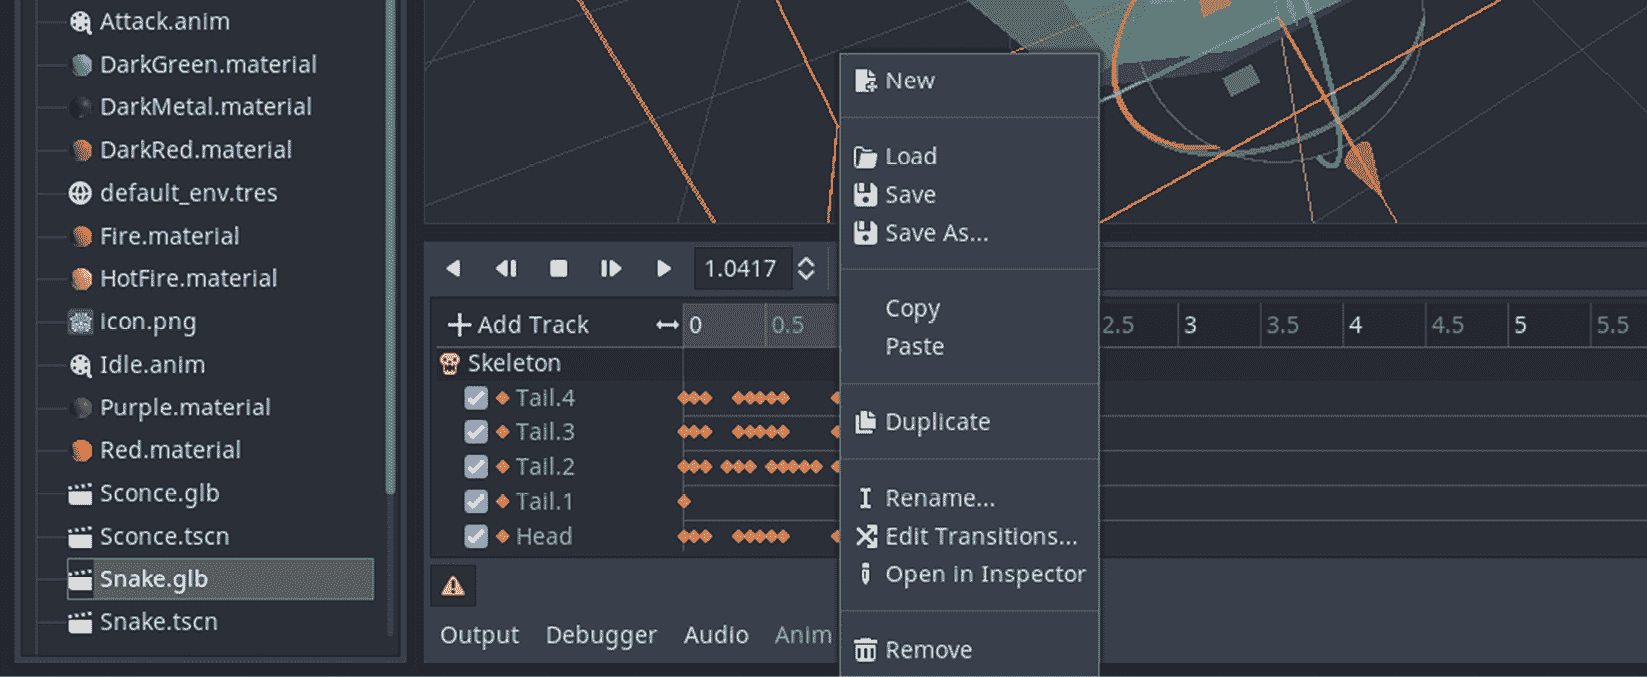 Attack.anim
DarkGreen.material
DarkMetal.material
DarkRed.material
default_env.tres
Fire.material
HotFire.material
icon.png
Idle.anim
Purple.material
Red.material
Sconce.glb
Sconce.tscn
Snake.glb
Snake.tscn
1.0417
Add Track
0 0.5 2.5 3 3.5 4 4.5 5 5.5
Skeleton
Tail.4
Tail.3
Tail.2
Tail.1
Head
Output Debugger Audio Anim
New
Load
Save
Save As...
Copy
Paste
Duplicate
Rename...
Edit Transitions...
Open in Inspector
Remove